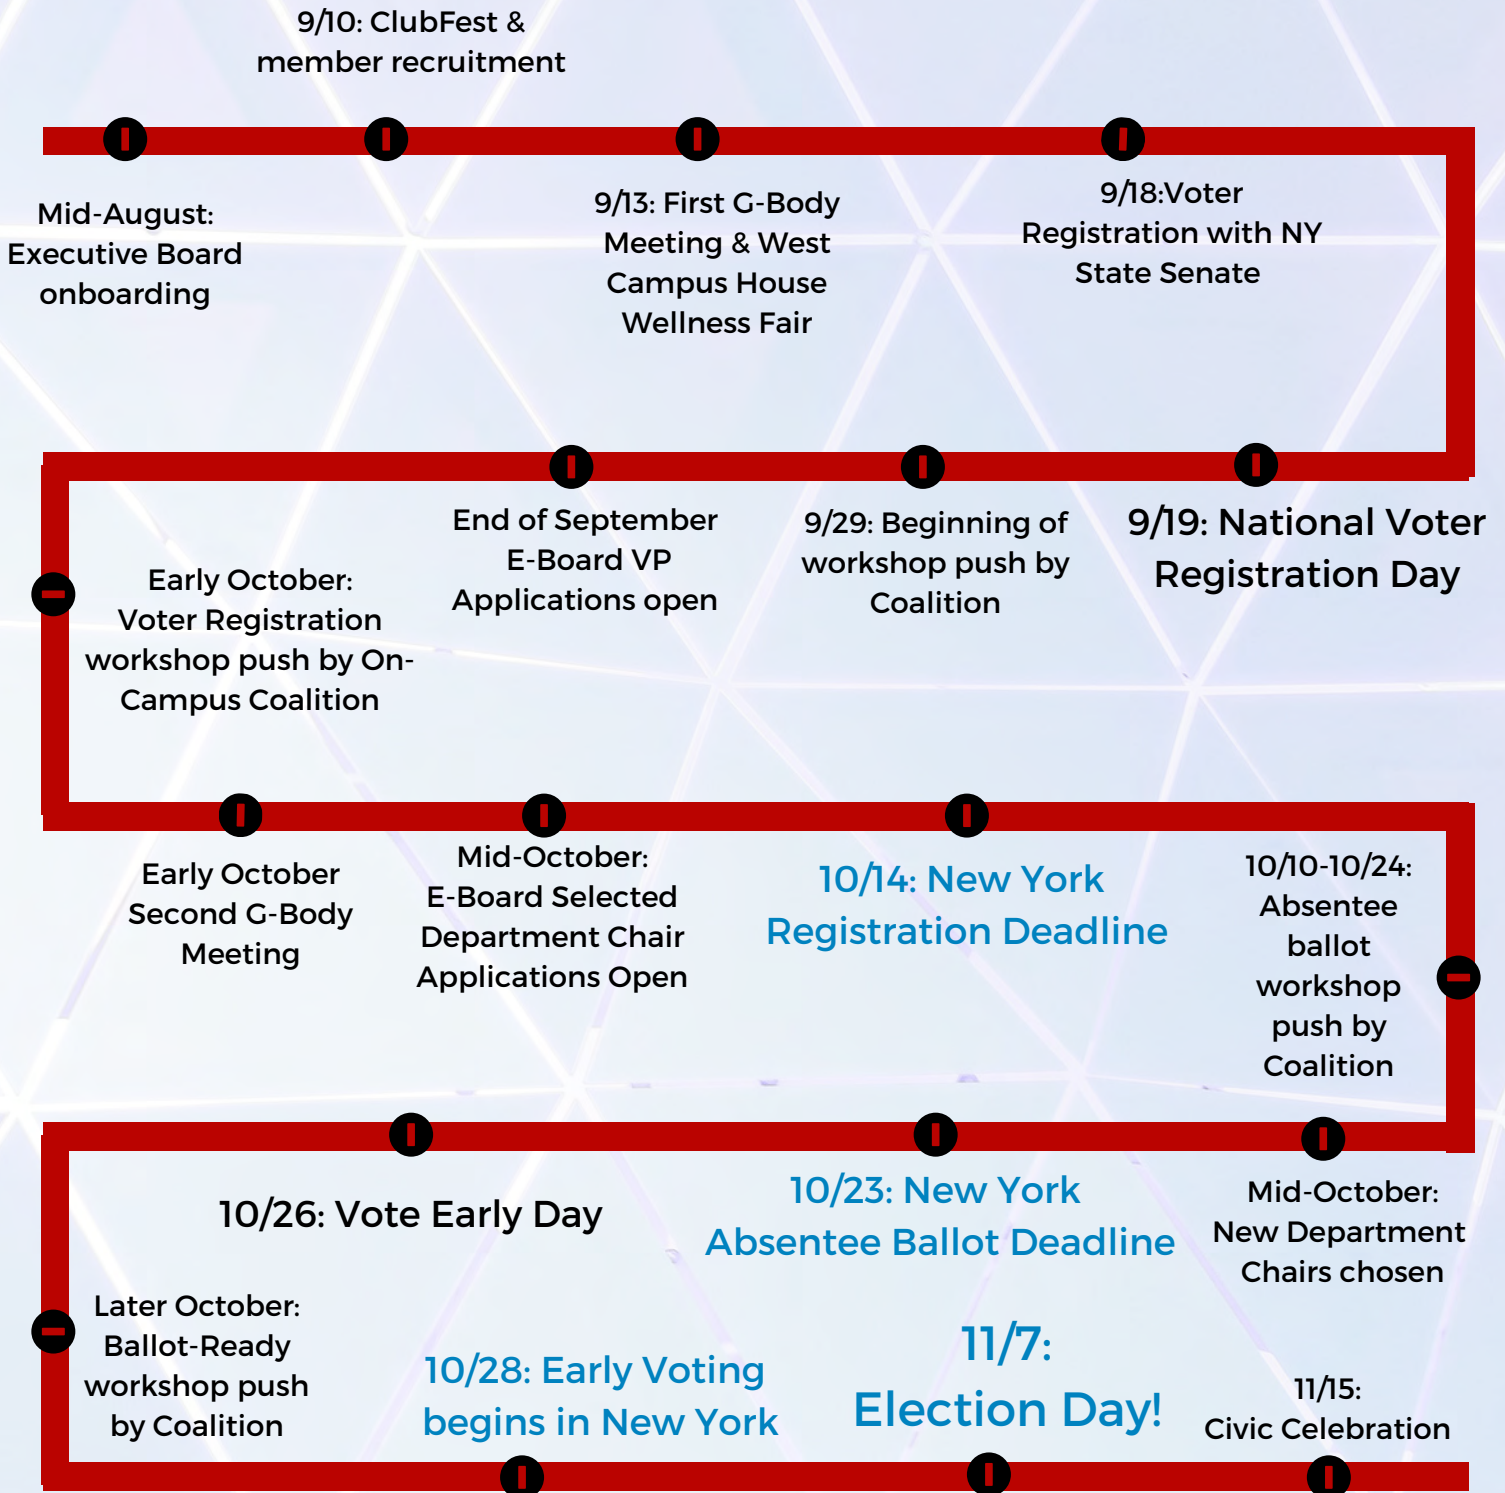 9/10: ClubFest &
member recruitment
Mid-August:
Executive Board
onboarding
9/13: First G-Body
Meeting & West
Campus House
Wellness Fair
9/18:Voter
Registration with NY
State Senate
9/19: National Voter
Registration Day
9/29: Beginning of
workshop push by
Coalition
End of September
E-Board VP
Applications open
Early October:
Voter Registration
workshop push by On-
Campus Coalition
Early October
Second G-Body
Meeting
Mid-October:
E-Board Selected
Department Chair
Applications Open
10/14: New York
Registration Deadline
10/10-10/24:
Absentee
ballot
workshop
push by
Coalition
Mid-October:
New Department
Chairs chosen
10/23: New York
Absentee Ballot Deadline
10/26: Vote Early Day
Later October:
Ballot-Ready
workshop push
by Coalition
10/28: Early Voting
begins in New York
11/7:
Election Day!
11/15:
Civic Celebration